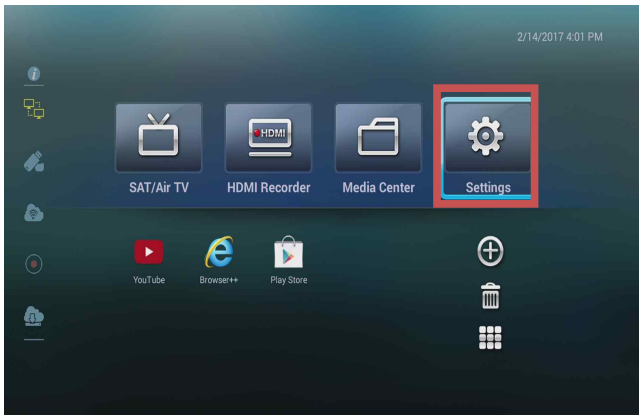 2/14/2017 4:01 PM
HDMI
SAT/Air TV
HDMI Recorder
Media Center
Settings
YouTube
Browser++
Play Store